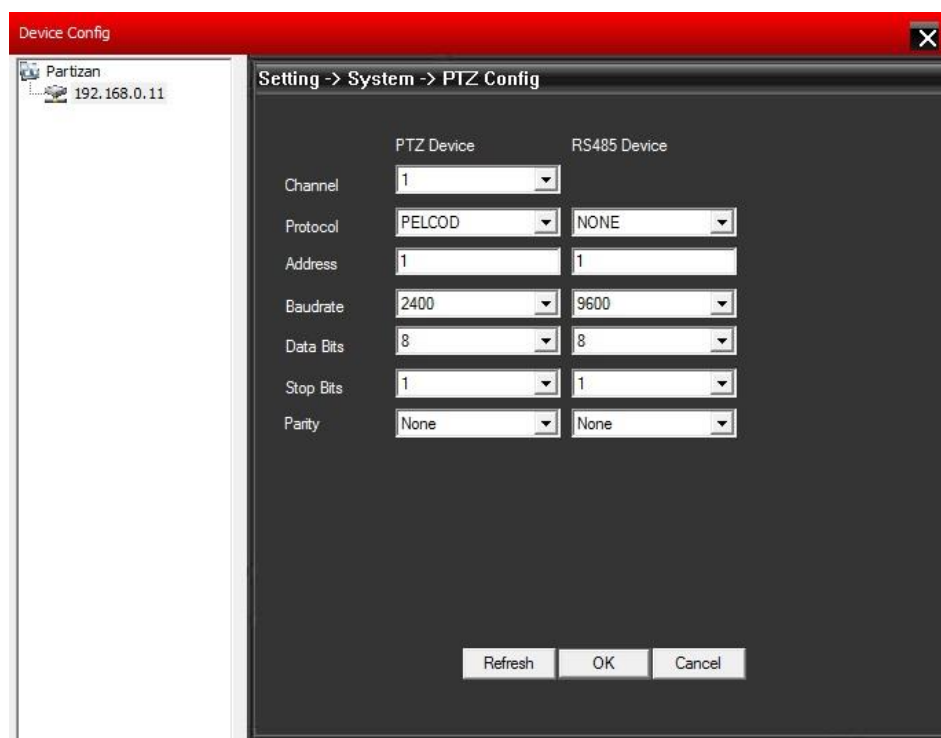 Device Config
Partizan
192.168.0.11
Setting -> System -> PTZ Config
PTZ Device RS485 Device
Channel 1
Protocol PELCOD NONE
Address 1 1
Baudrate 2400 9600
Data Bits 8 8
Stop Bits 1 1
Parity None None
Refresh OK Cancel